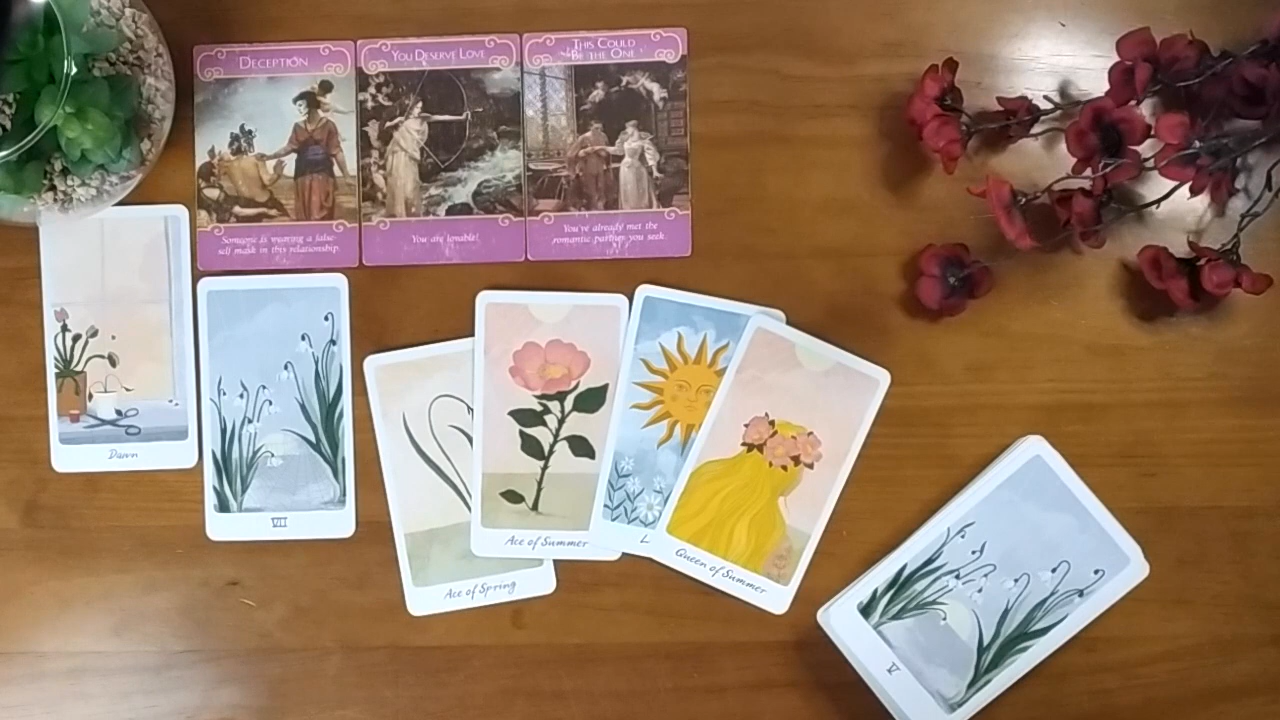 DECEPTION
Someone is wearing a false-
self mask in this relationship.
YOU DESERVE LOVE
You are lovable!
THIS COULD
BE THE ONE
You've already met the
romantic partner you seek.
Dawn
VII
Ace of Spring
Ace of Summer
L
Queen of Summer
V